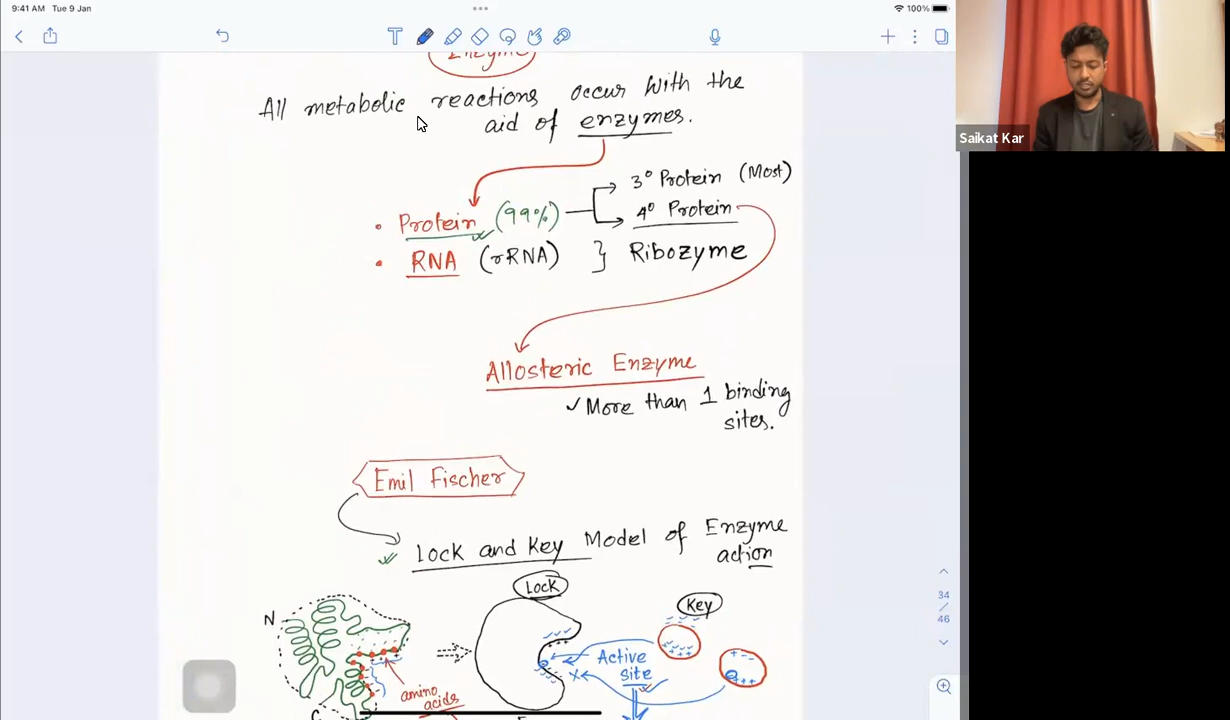 9:41 AM Tue 9 Jan
100%
Enzyme
All metabolic reactions occur with the
aid of enzymes.
3° Protein (Most)
• Protein (99%)
4° Protein
• RNA (rRNA) } Ribozyme
Allosteric Enzyme
✓ More than 1 binding
sites.
Emil Fischer
Lock and Key Model of Enzyme
action
Lock
Key
N
Active
site
amino
acids
34
/
46
Saikat Kar